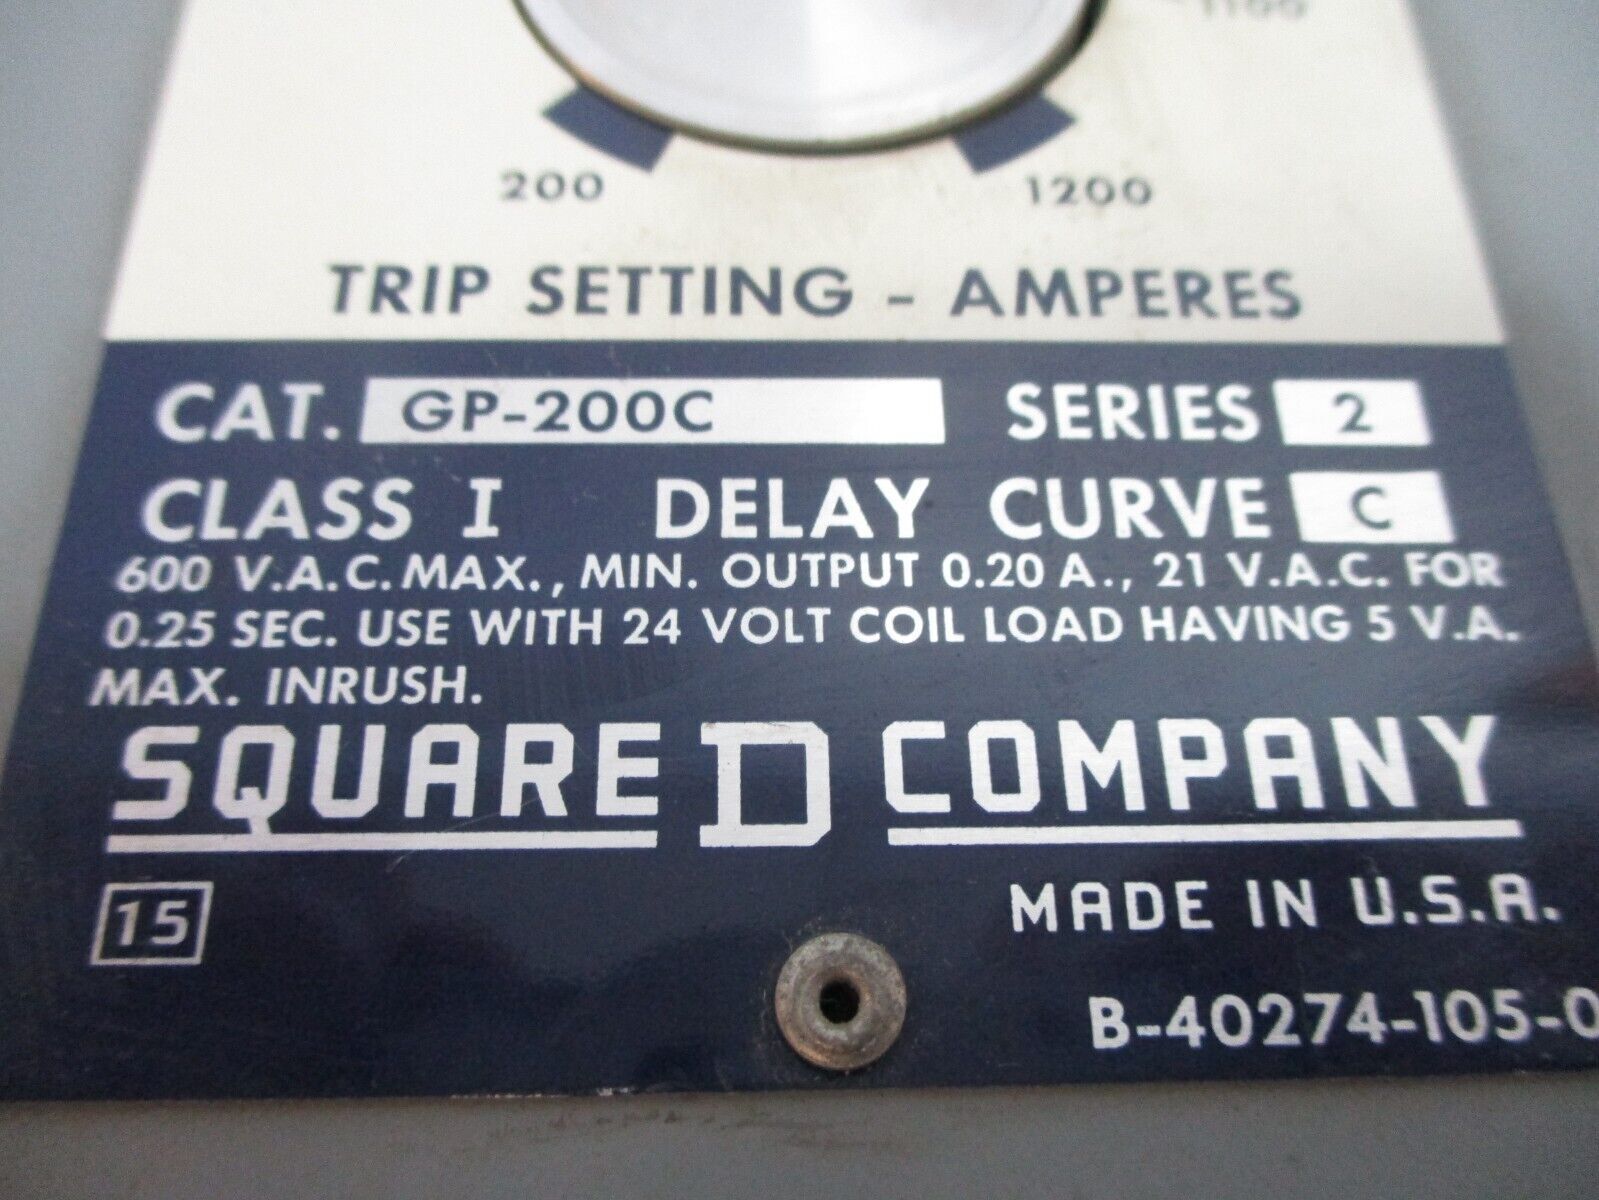 1100
200 1200
TRIP SETTING - AMPERES
CAT. GP-200C SERIES 2
CLASS I DELAY CURVE C
600 V.A.C. MAX., MIN. OUTPUT 0.20 A., 21 V.A.C. FOR
0.25 SEC. USE WITH 24 VOLT COIL LOAD HAVING 5 V.A.
MAX. INRUSH.
SQUARE D COMPANY
15 MADE IN U.S.A.
B-40274-105-0